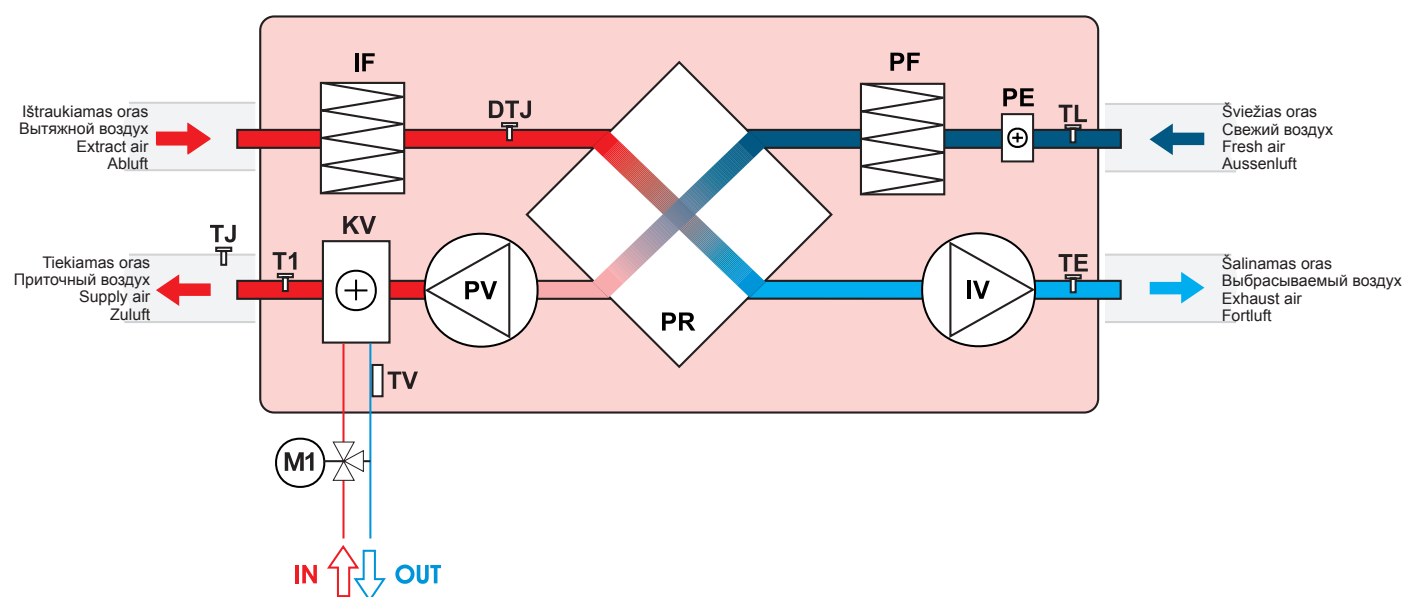 IF
PF
PE
DTJ
TL
Ištraukiamas oras
Вытяжной воздух
Extract air
Abluft
Šviežias oras
Свежий воздух
Fresh air
Aussenluft
TJ
KV
T1
Tiekiamas oras
Приточный воздух
Supply air
Zuluft
PV
PR
IV
TE
Šalinamas oras
Выбрасываемый воздух
Exhaust air
Fortluft
TV
M1
IN
OUT